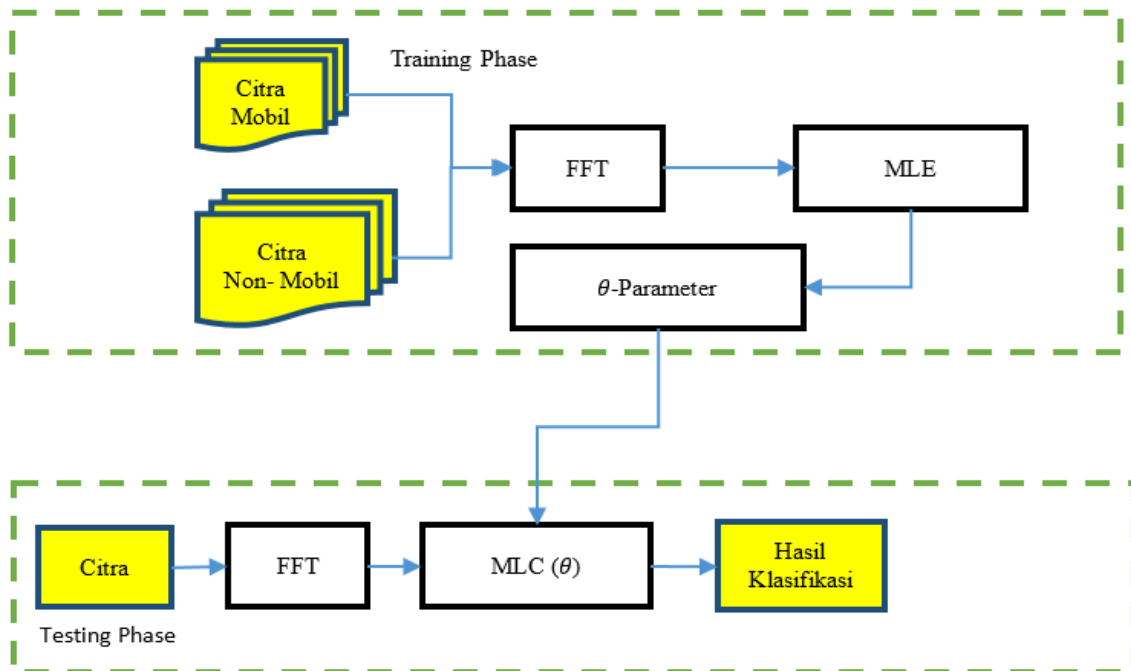 Training Phase
Citra
Mobil
FFT
MLE
Citra
Non- Mobil
θ-Parameter
Citra
FFT
MLC (θ)
Hasil
Klasifikasi
Testing Phase